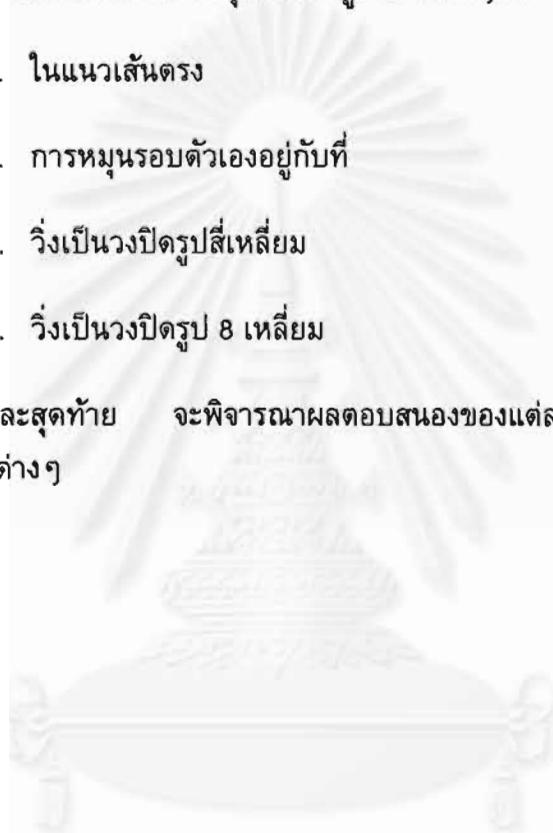 . ในแนวเส้นตรง
. การหมุนรอบตัวเองอยู่กับที่
. วิ่งเป็นวงปิดรูปสี่เหลี่ยม
. วิ่งเป็นวงปิดรูป 8 เหลี่ยม
ละสุดท้าย จะพิจารณาผลตอบสนองของแต่ล
ต่างๆ